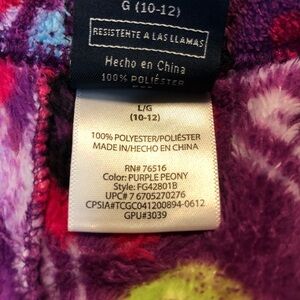 G (10-12)
RESISTENTE A LAS LLAMAS
Hecho en China
100% POLIÉSTER
L/G
(10-12)
100% POLYESTER/POLIÉSTER
MADE IN/HECHO EN CHINA
RN# 76516
Color: PURPLE PEONY
Style: FG42801B
UPC# 7 6705270276
CPSIA#TCGC041200894-0612
GPU#3039